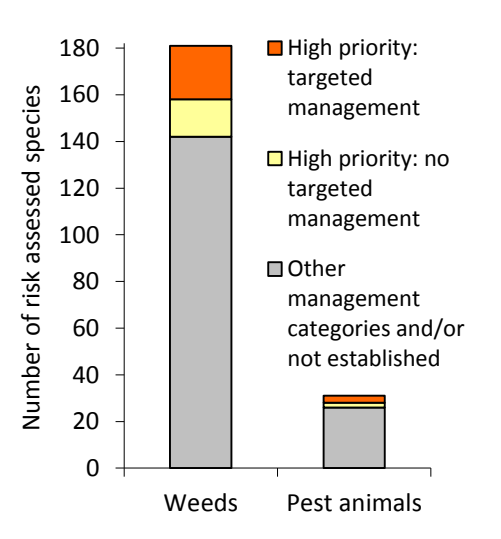 Number of risk assessed species
180
160
140
120
100
80
60
40
20
0
Weeds
Pest animals
High priority:
targeted
management
High priority: no
targeted
management
Other
management
categories and/or
not established